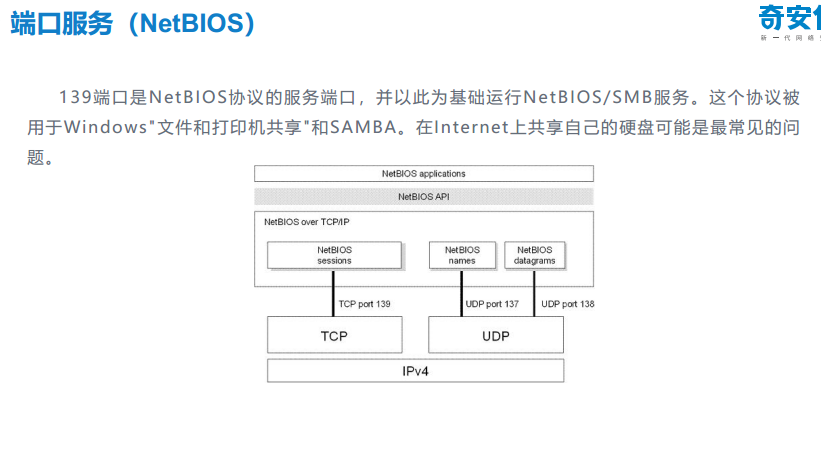 端口服务（NetBIOS）
奇安信
新一代网络
139端口是NetBIOS协议的服务端口，并以此为基础运行NetBIOS/SMB服务。这个协议被
用于Windows"文件和打印机共享"和SAMBA。在Internet上共享自己的硬盘可能是最常见的问
题。
NetBIOS applications
NetBIOS API
NetBIOS over TCP/IP
NetBIOS
sessions
NetBIOS
names
NetBIOS
datagrams
TCP port 139
UDP port 137
UDP port 138
TCP
UDP
IPv4